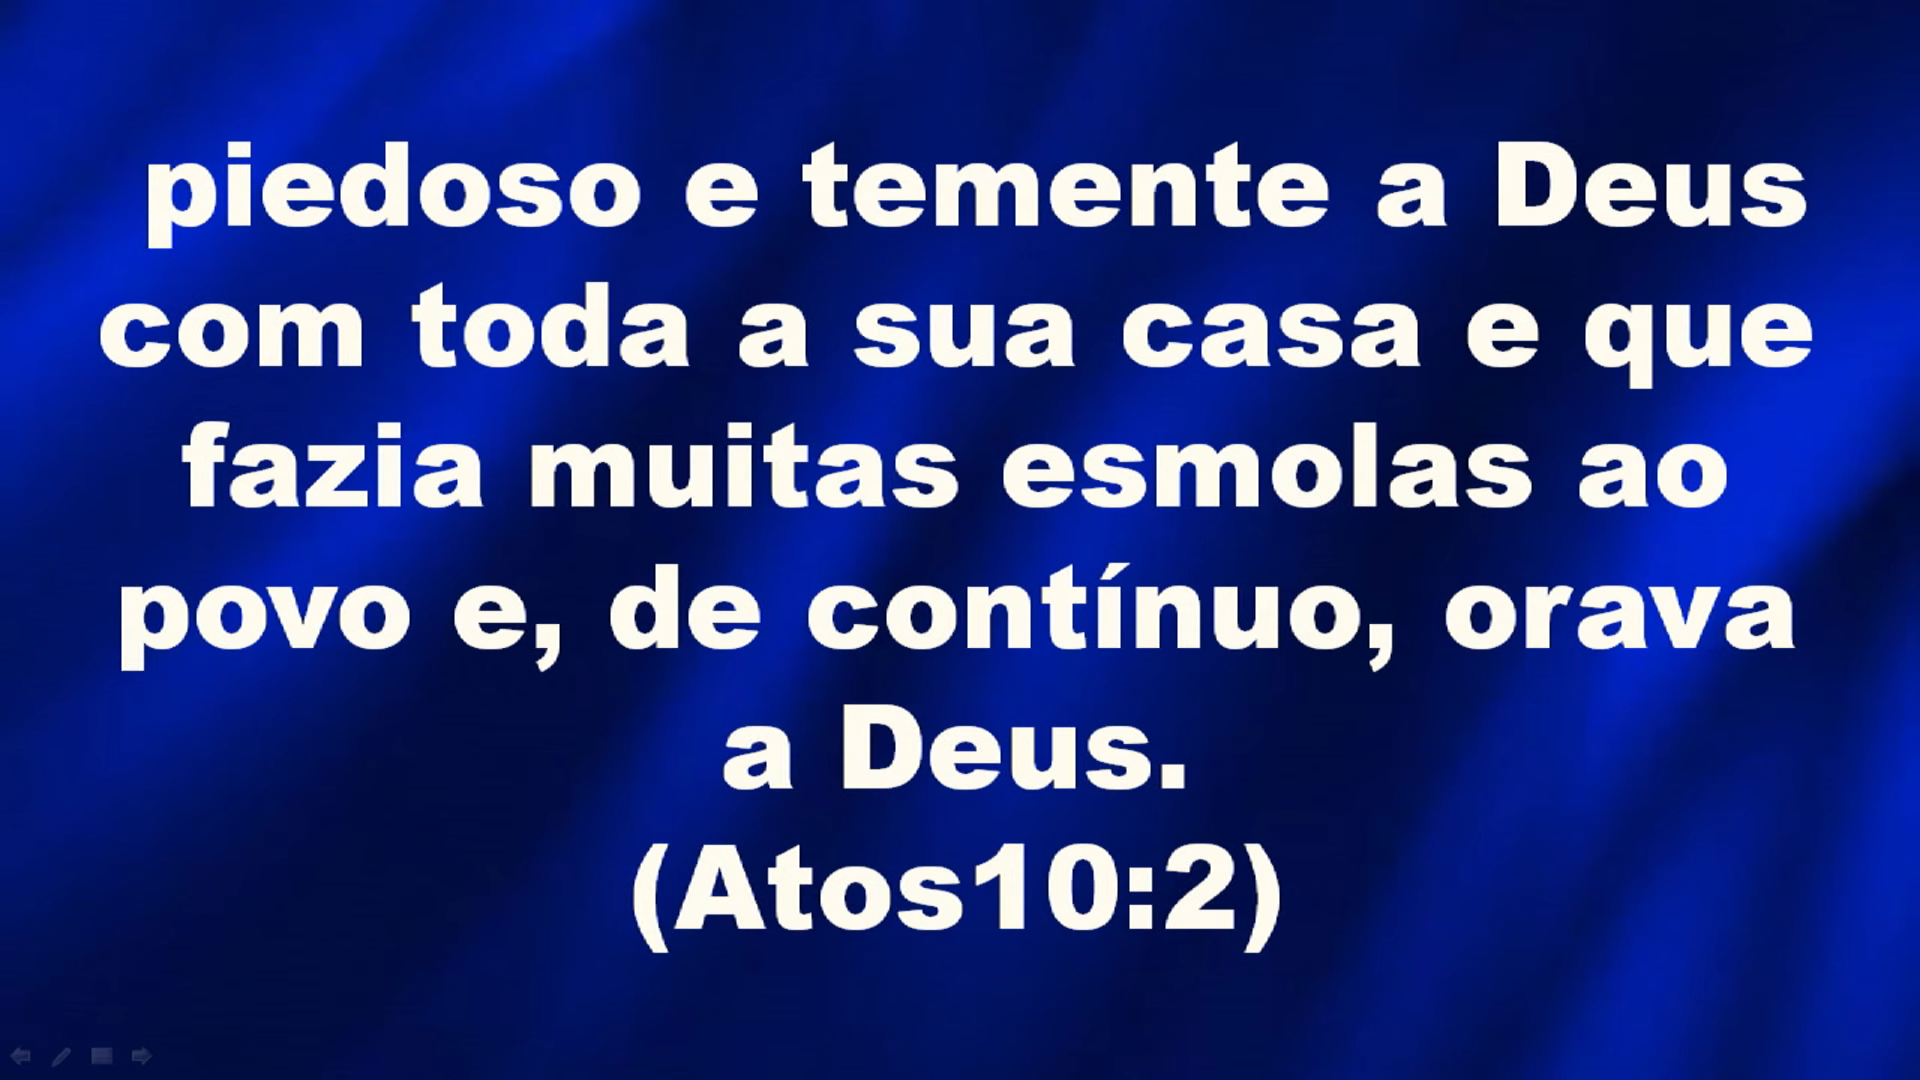 piedoso e temente a Deus
com toda a sua casa e que
fazia muitas esmolas ao
povo e, de contínuo, orava
a Deus.
(Atos10:2)